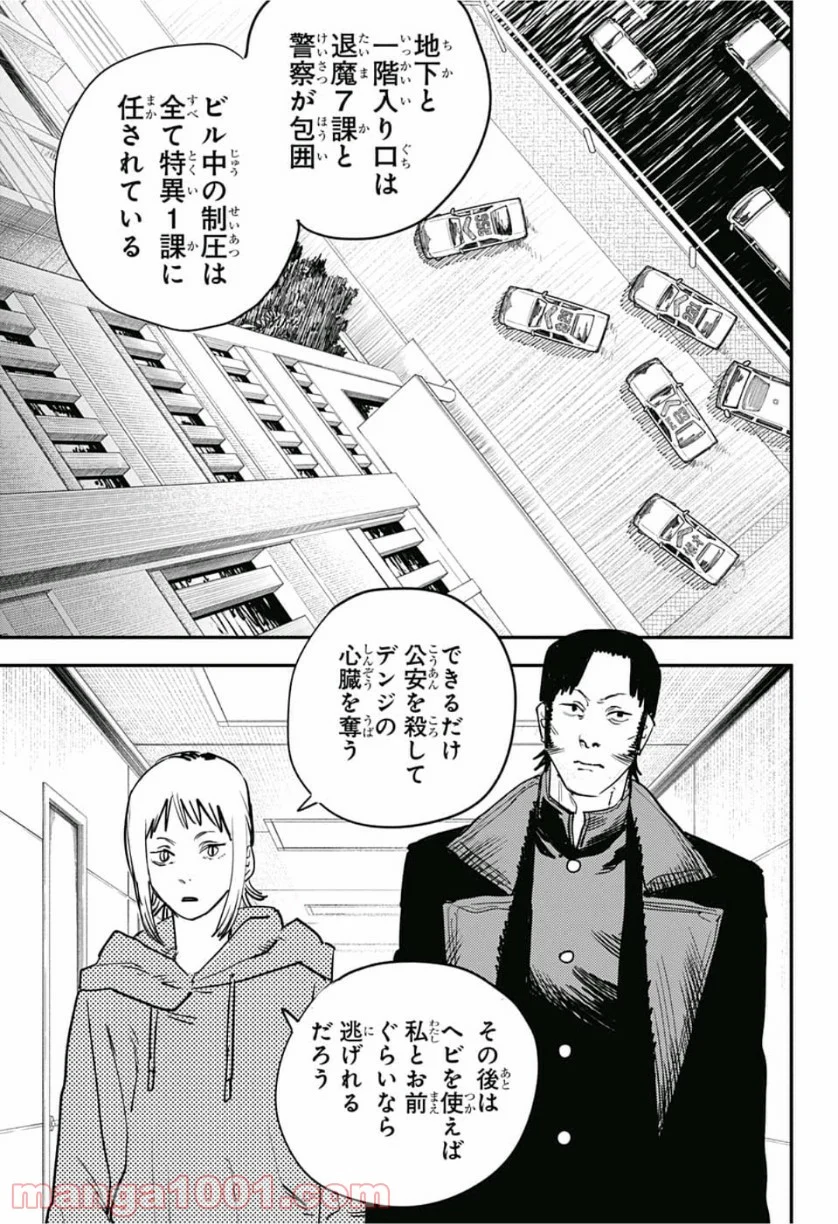 地下と
一階入り口は
退魔7課と
警察が包囲
ビル中の制圧は
全て特異1課に
任されている
できるだけ
公安を殺して
デンジの
心臓を奪う
その後は
ヘビを使えば
私とお前
ぐらいなら
逃げれる
だろう
manga1001.com